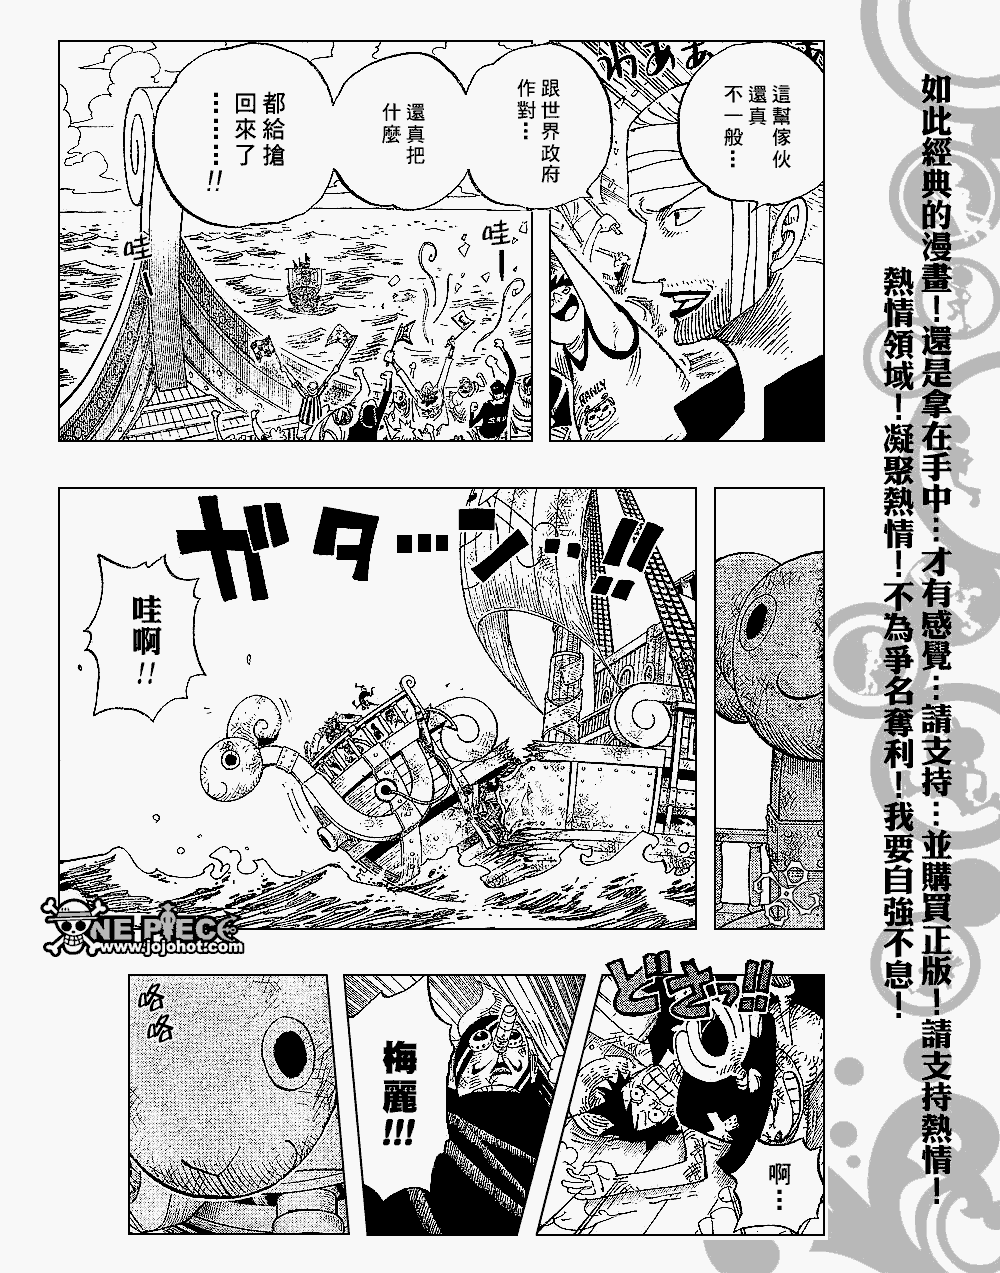 如此經典的漫畫！還是拿在手中…才有感覺…請支持…並購買正版！請支持熱情！
熱情領域！凝聚熱情！不為爭名奪利！我要自強不息！
わああ
這幫傢伙
還真
不一般…
跟世界政府
作對…
還真把
什麼
都給搶
回來了
………!!
哇ー
哇ー
RANLY
ガタ…ン…!!
哇啊!!
ONE PIECE
www.jojohot.com
どさっ!!!
啊…
梅麗!!!
咯
咯